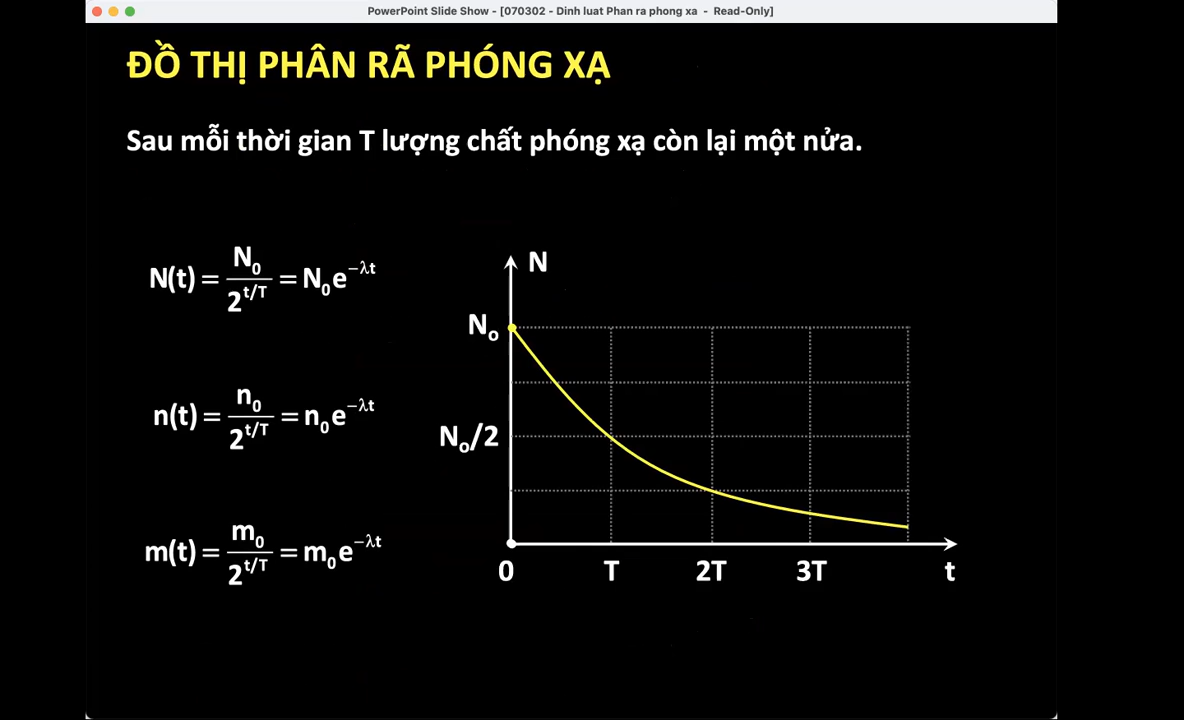 PowerPoint Slide Show - [070302 - Dinh luat Phan ra phong xa - Read-Only]
ĐỒ THỊ PHÂN RÃ PHÓNG XẠ
Sau mỗi thời gian T lượng chất phóng xạ còn lại một nửa.
N(t) = N₀/2^(t/T) = N₀e^(−λt)
n(t) = n₀/2^(t/T) = n₀e^(−λt)
m(t) = m₀/2^(t/T) = m₀e^(−λt)
N
Nₒ
Nₒ/2
0 T 2T 3T t